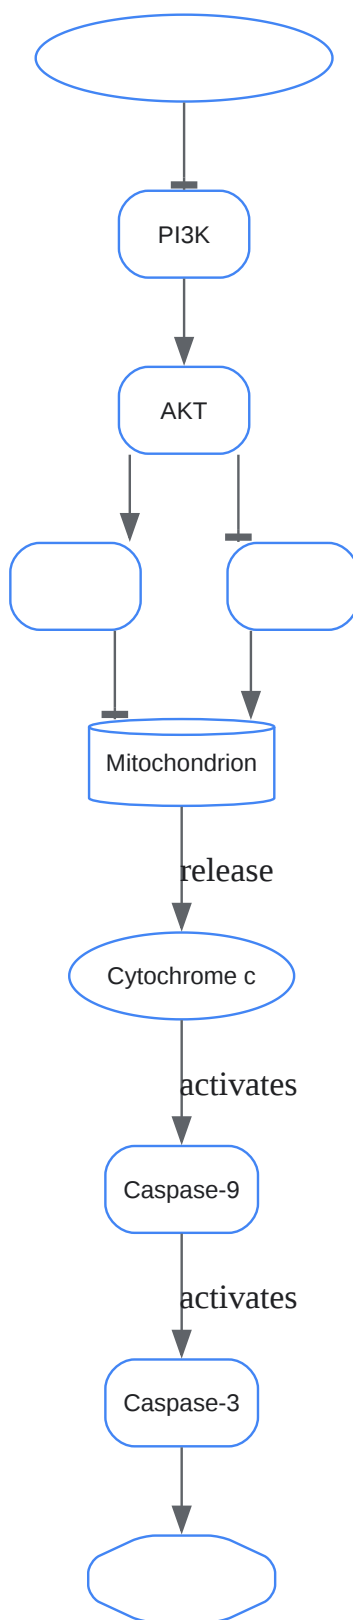 PI3K
AKT
Mitochondrion
release
Cytochrome c
activates
Caspase-9
activates
Caspase-3